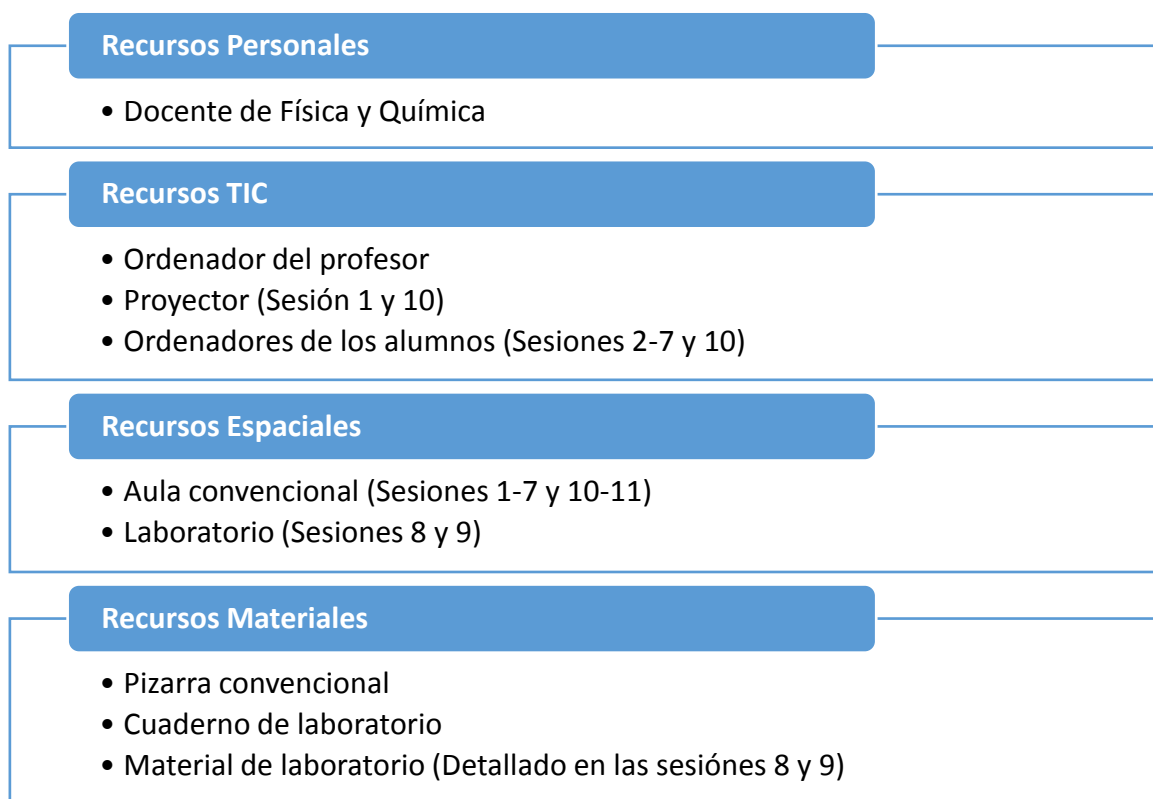 Recursos Personales
• Docente de Física y Química
Recursos TIC
• Ordenador del profesor
• Proyector (Sesión 1 y 10)
• Ordenadores de los alumnos (Sesiones 2-7 y 10)
Recursos Espaciales
• Aula convencional (Sesiones 1-7 y 10-11)
• Laboratorio (Sesiones 8 y 9)
Recursos Materiales
• Pizarra convencional
• Cuaderno de laboratorio
• Material de laboratorio (Detallado en las sesiónes 8 y 9)